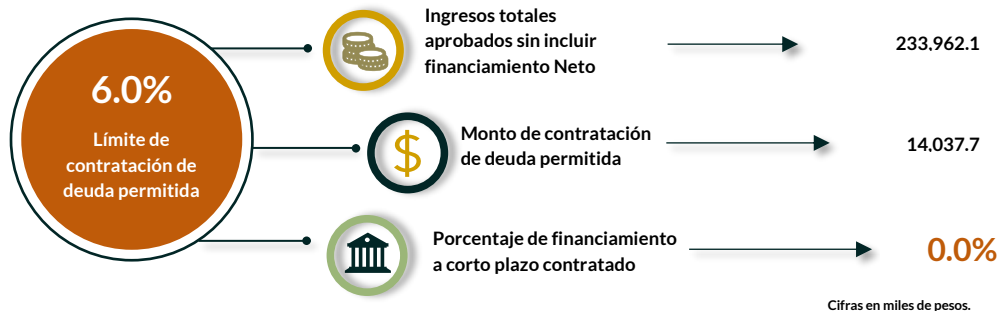 6.0%
Límite de
contratación de
deuda permitida
Ingresos totales
aprobados sin incluir
financiamiento Neto
233,962.1
$
Monto de contratación
de deuda permitida
14,037.7
Porcentaje de financiamiento
a corto plazo contratado
0.0%
Cifras en miles de pesos.